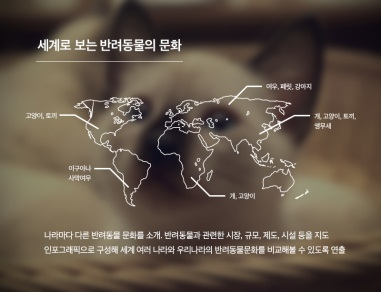 세계로 보는 반려동물의 문화
여우, 패럿, 강아지
고양이, 토끼
개, 고양이, 토끼,
앵무새
이구아나
사막여우
개, 고양이
나라마다 다른 반려동물 문화를 소개. 반려동물과 관련한 시장, 규모, 제도, 시설 등을 지도
인포그래픽으로 구성해 세계 여러 나라와 우리나라의 반려동물문화를 비교해볼 수 있도록 연출